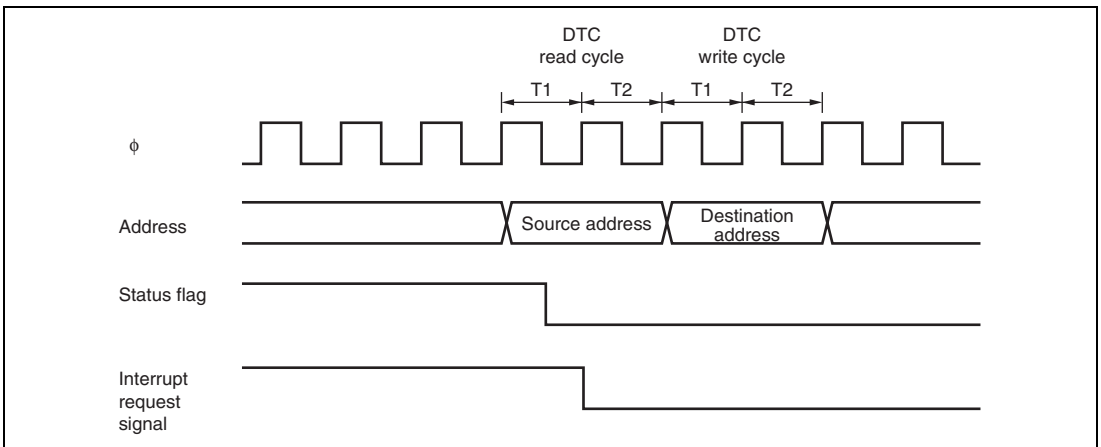 DTC
read cycle
DTC
write cycle
T1
T2
T1
T2
ϕ
Address
Source address
Destination
address
Status flag
Interrupt
request
signal